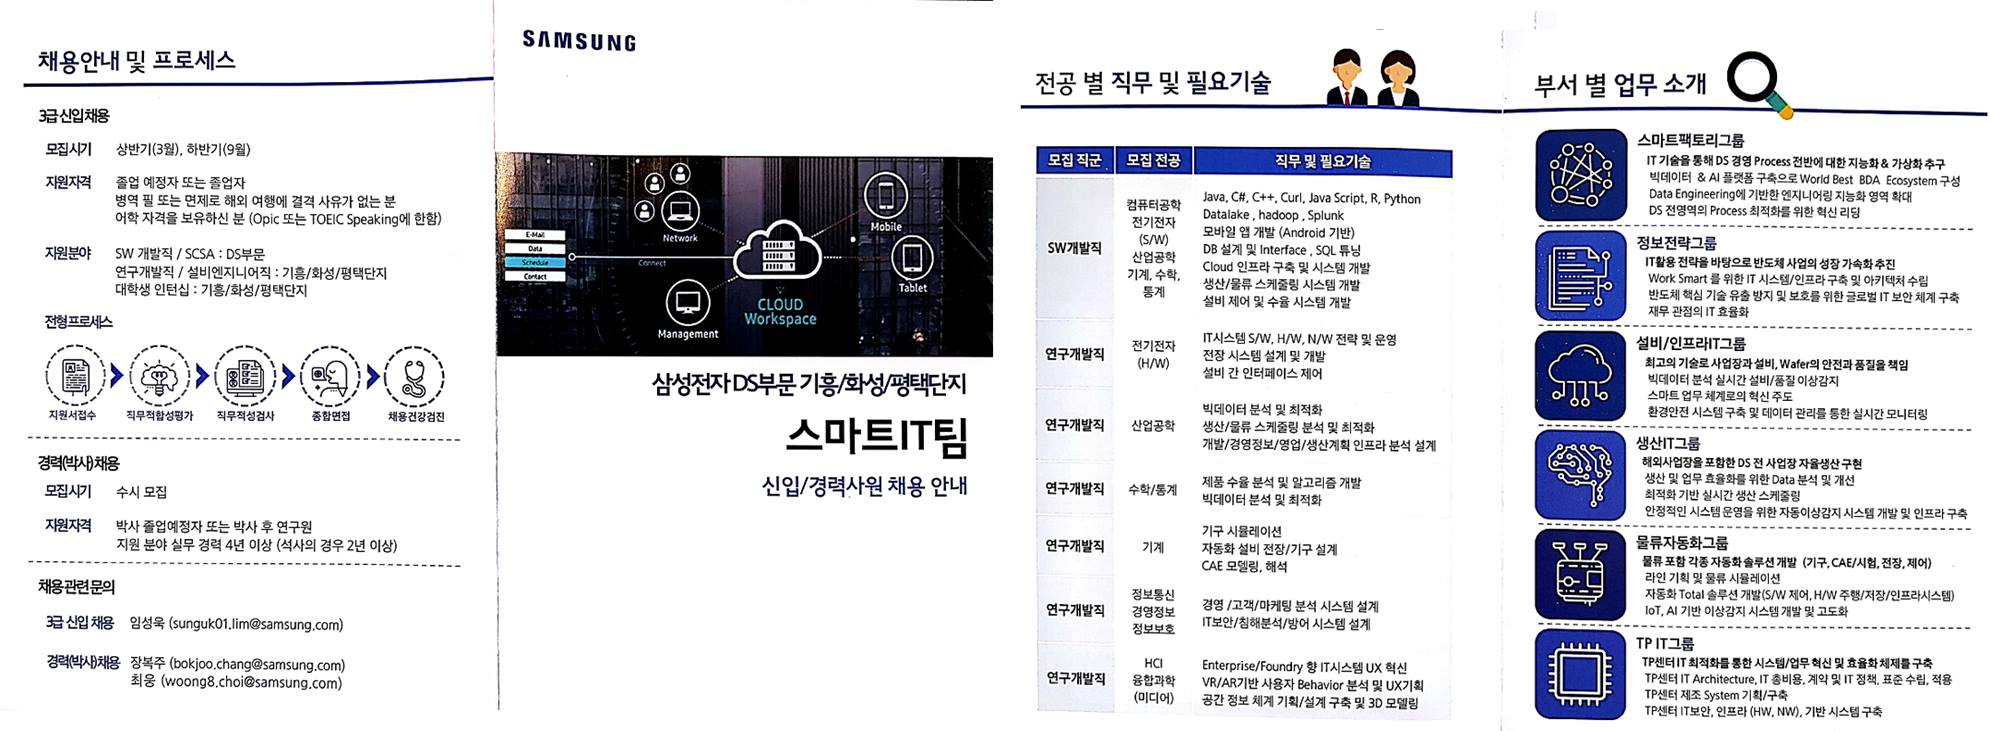 채용안내 및 프로세스
3급 신입채용
모집시기 상반기(3월), 하반기(9월)
지원자격 졸업 예정자 또는 졸업자
병역 필 또는 면제로 해외 여행에 결격 사유가 없는 분
어학 자격을 보유하신 분 (Opic 또는 TOEIC Speaking에 한함)
지원분야 SW 개발직 / SCSA : DS부문
연구개발직 / 설비엔지니어직 : 기흥/화성/평택단지
대학생 인턴십 : 기흥/화성/평택단지
전형프로세스
지원서접수 직무적합성평가 직무적성검사 종합면접 채용건강검진
경력(박사)채용
모집시기 수시 모집
지원자격 박사 졸업예정자 또는 박사 후 연구원
지원 분야 실무 경력 4년 이상 (석사의 경우 2년 이상)
채용관련문의
3급 신입 채용 임성욱 (sunguk01.lim@samsung.com)
경력(박사)채용 장복주 (bokjoo.chang@samsung.com)
최웅 (woong8.choi@samsung.com)
SAMSUNG
E-Mail
Data
Schedule
Contact
Connect
Network
Management
CLOUD
Workspace
Mobile
Tablet
삼성전자 DS부문 기흥/화성/평택단지
스마트IT팀
신입/경력사원 채용 안내
전공 별 직무 및 필요기술
모집 직군 모집 전공 직무 및 필요기술
SW개발직
컴퓨터공학
전기전자
(S/W)
산업공학
기계, 수학,
통계
Java, C#, C++, Curl, Java Script, R, Python
Datalake , hadoop , Splunk
모바일 앱 개발 (Android 기반)
DB 설계 및 Interface , SQL 튜닝
Cloud 인프라 구축 및 시스템 개발
생산/물류 스케줄링 시스템 개발
설비 제어 및 수율 시스템 개발
연구개발직
전기전자
(H/W)
IT시스템 S/W, H/W, N/W 전략 및 운영
전장 시스템 설계 및 개발
설비 간 인터페이스 제어
연구개발직
산업공학
빅데이터 분석 및 최적화
생산/물류 스케줄링 분석 및 최적화
개발/경영정보/영업/생산계획 인프라 분석 설계
연구개발직
수학/통계
제품 수율 분석 및 알고리즘 개발
빅데이터 분석 및 최적화
연구개발직
기계
기구 시뮬레이션
자동화 설비 전장/기구 설계
CAE 모델링, 해석
연구개발직
정보통신
경영정보
정보보호
경영 /고객/마케팅 분석 시스템 설계
IT보안/침해분석/방어 시스템 설계
연구개발직
HCI
융합과학
(미디어)
Enterprise/Foundry 향 IT시스템 UX 혁신
VR/AR기반 사용자 Behavior 분석 및 UX기획
공간 정보 체계 기획/설계 구축 및 3D 모델링
부서 별 업무 소개
스마트팩토리그룹
IT 기술을 통해 DS 경영 Process 전반에 대한 지능화 & 가상화 추구
빅데이터 & AI 플랫폼 구축으로 World Best BDA Ecosystem 구성
Data Engineering에 기반한 엔지니어링 지능화 영역 확대
DS 전영역의 Process 최적화를 위한 혁신 리딩
정보전략그룹
IT활용 전략을 바탕으로 반도체 사업의 성장 가속화 추진
Work Smart 를 위한 IT 시스템/인프라 구축 및 아키텍처 수립
반도체 핵심 기술 유출 방지 및 보호를 위한 글로벌 IT 보안 체계 구축
재무 관점의 IT 효율화
설비/인프라IT그룹
최고의 기술로 사업장과 설비, Wafer의 안전과 품질을 책임
빅데이터 분석 실시간 설비/품질 이상감지
스마트 업무 체계로의 혁신 주도
환경안전 시스템 구축 및 데이터 관리를 통한 실시간 모니터링
생산IT그룹
해외사업장을 포함한 DS 전 사업장 자율생산 구현
생산 및 업무 효율화를 위한 Data 분석 및 개선
최적화 기반 실시간 생산 스케줄링
안정적인 시스템 운영을 위한 자동이상감지 시스템 개발 및 인프라 구축
물류자동화그룹
물류 포함 각종 자동화 솔루션 개발 (기구, CAE/시험, 전장, 제어)
라인 기획 및 물류 시뮬레이션
자동화 Total 솔루션 개발(S/W 제어, H/W 주행/저장/인프라시스템)
IoT, AI 기반 이상감지 시스템 개발 및 고도화
TP IT그룹
TP센터 IT 최적화를 통한 시스템/업무 혁신 및 효율화 체제를 구축
TP센터 IT Architecture, IT 총비용, 계약 및 IT 정책, 표준 수립, 적용
TP센터 제조 System 기획/구축
TP센터 IT보안, 인프라 (HW, NW), 기반 시스템 구축